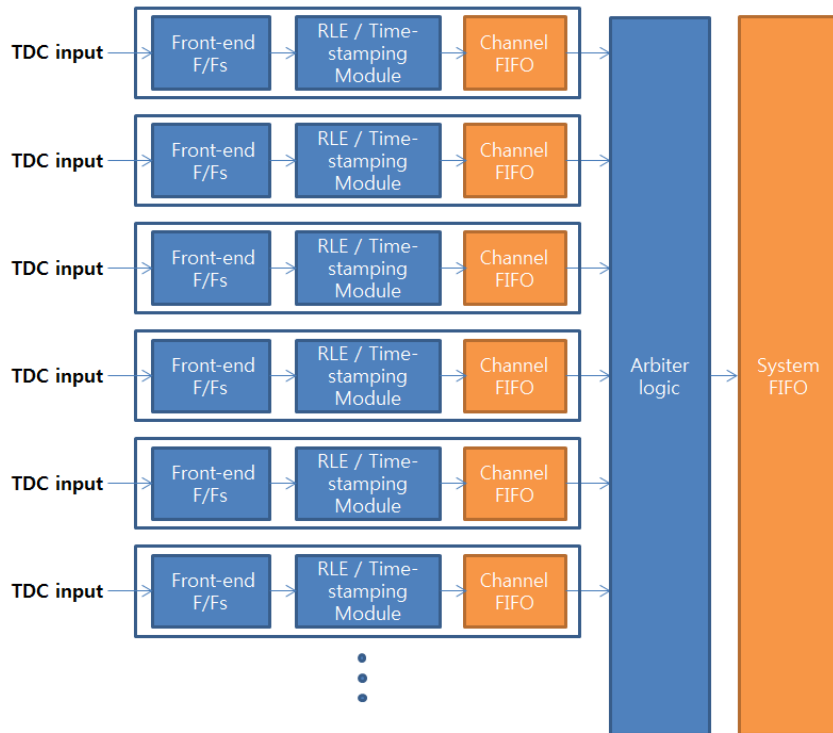 TDC input
Front-end
F/Fs
RLE / Time-
stamping
Module
Channel
FIFO
TDC input
Front-end
F/Fs
RLE / Time-
stamping
Module
Channel
FIFO
TDC input
Front-end
F/Fs
RLE / Time-
stamping
Module
Channel
FIFO
TDC input
Front-end
F/Fs
RLE / Time-
stamping
Module
Channel
FIFO
TDC input
Front-end
F/Fs
RLE / Time-
stamping
Module
Channel
FIFO
TDC input
Front-end
F/Fs
RLE / Time-
stamping
Module
Channel
FIFO
Arbiter
logic
System
FIFO